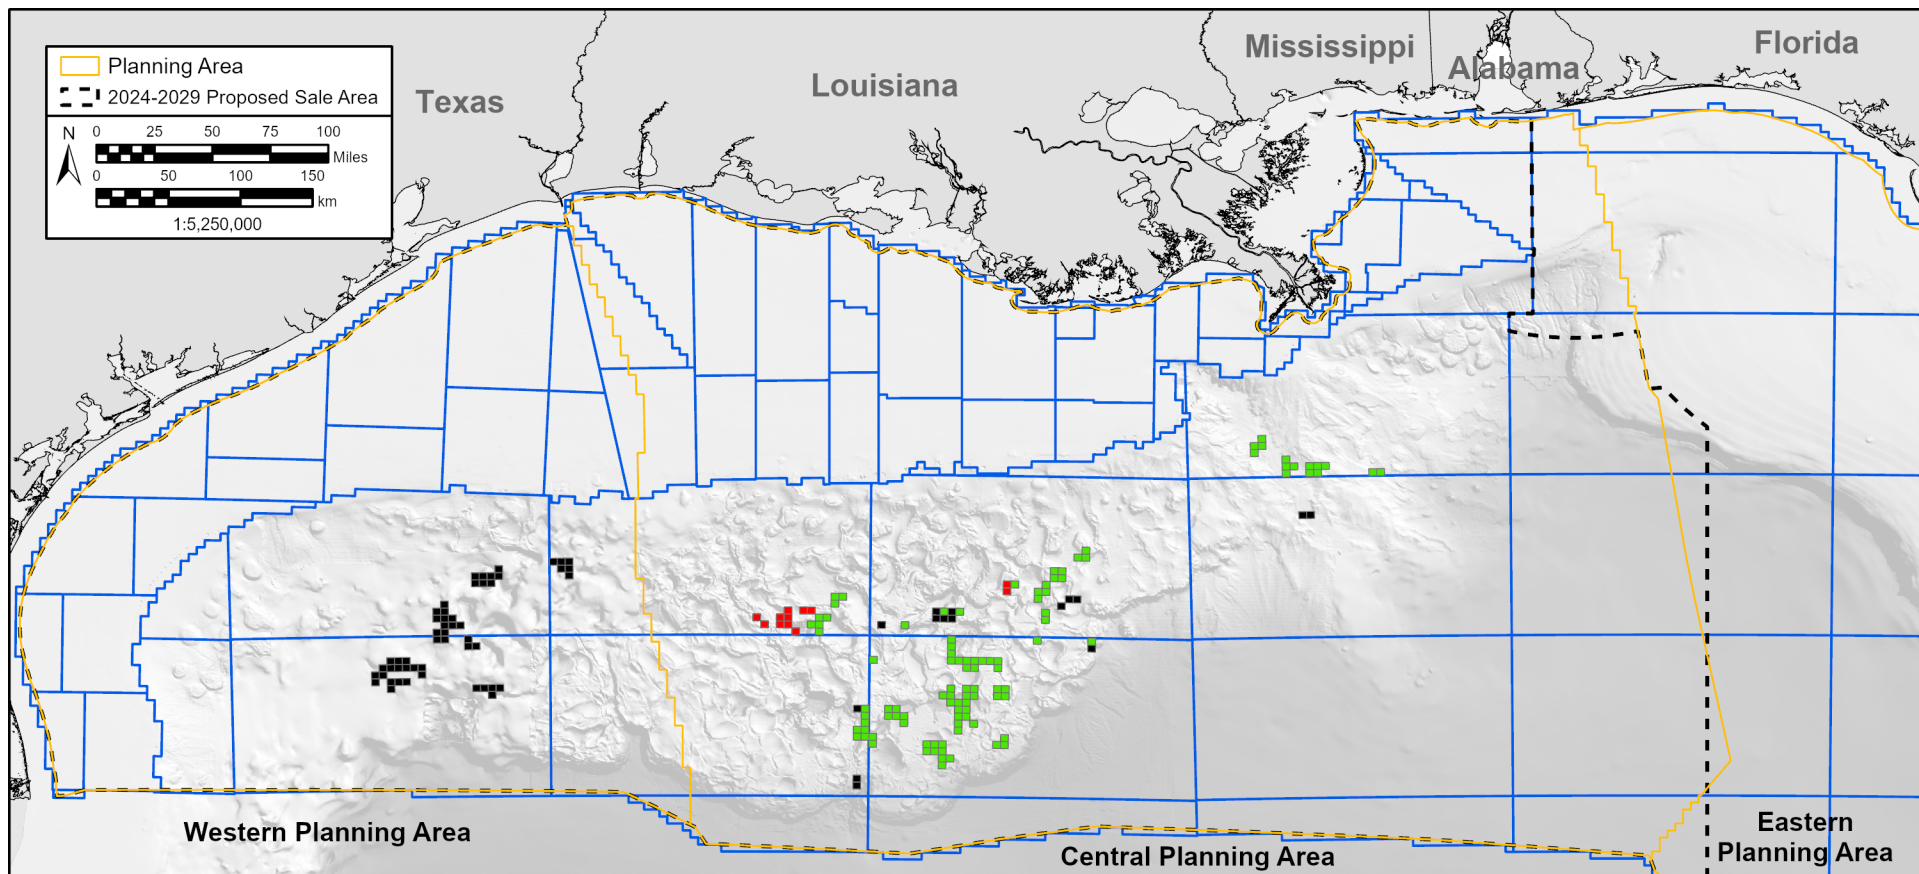 Planning Area
2024-2029 Proposed Sale Area
N
0 25 50 75 100
Miles
0 50 100 150
km
1:5,250,000
Texas
Louisiana
Mississippi
Alabama
Florida
Western Planning Area
Central Planning Area
Eastern
Planning Area